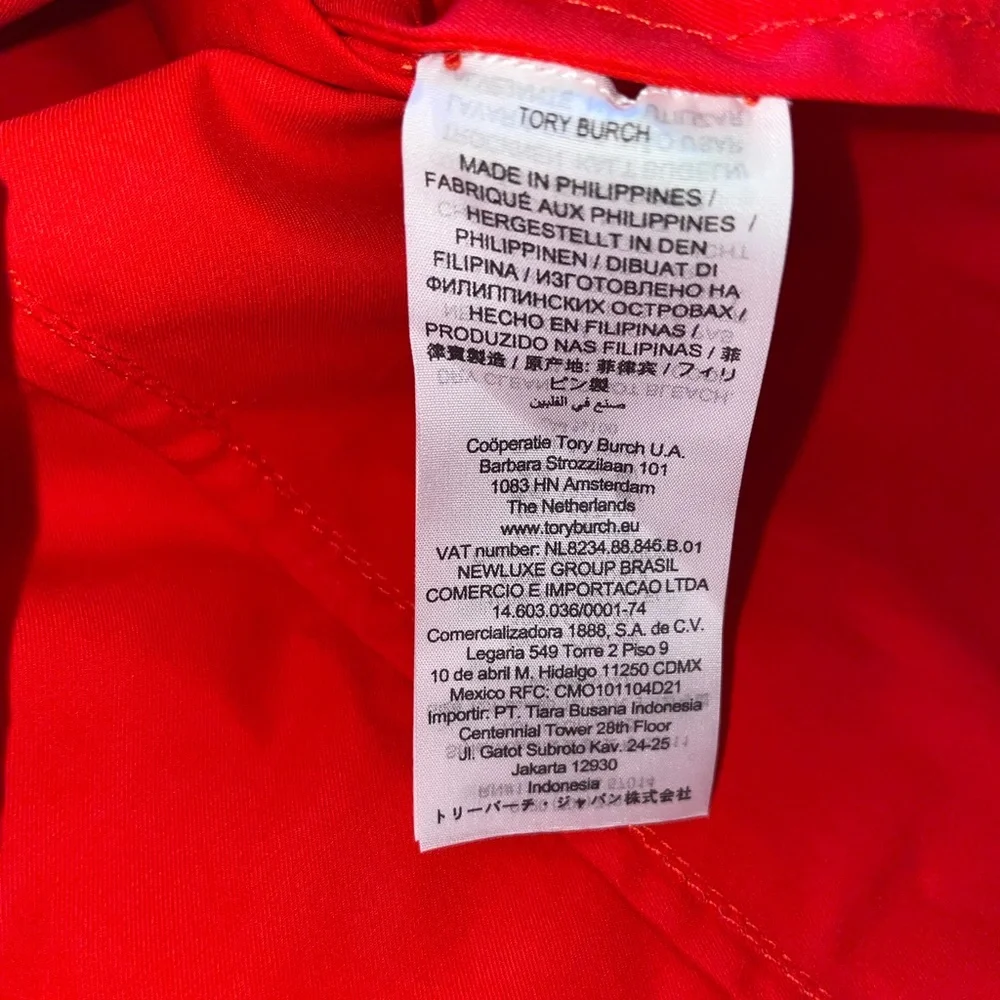 TORY BURCH
MADE IN PHILIPPINES /
FABRIQUÉ AUX PHILIPPINES /
HERGESTELLT IN DEN
PHILIPPINEN / DIBUAT DI
FILIPINA / ИЗГОТОВЛЕНО НА
ФИЛИППИНСКИХ ОСТРОВАХ /
HECHO EN FILIPINAS /
PRODUZIDO NAS FILIPINAS / 菲
律賓製造 / 原产地: 菲律宾 / フィリ
ピン製
صنع في الفلبين
Coöperatie Tory Burch U.A.
Barbara Strozzilaan 101
1083 HN Amsterdam
The Netherlands
www.toryburch.eu
VAT number: NL8234.88.846.B.01
NEWLUXE GROUP BRASIL
COMERCIO E IMPORTACAO LTDA
14.603.036/0001-74
Comercializadora 1888, S.A. de C.V.
Legaria 549 Torre 2 Piso 9
10 de abril M. Hidalgo 11250 CDMX
Mexico RFC: CMO101104D21
Importir: PT. Tiara Busana Indonesia
Centennial Tower 28th Floor
Jl. Gatot Subroto Kav. 24-25
Jakarta 12930
Indonesia
トリーバーチ・ジャパン株式会社